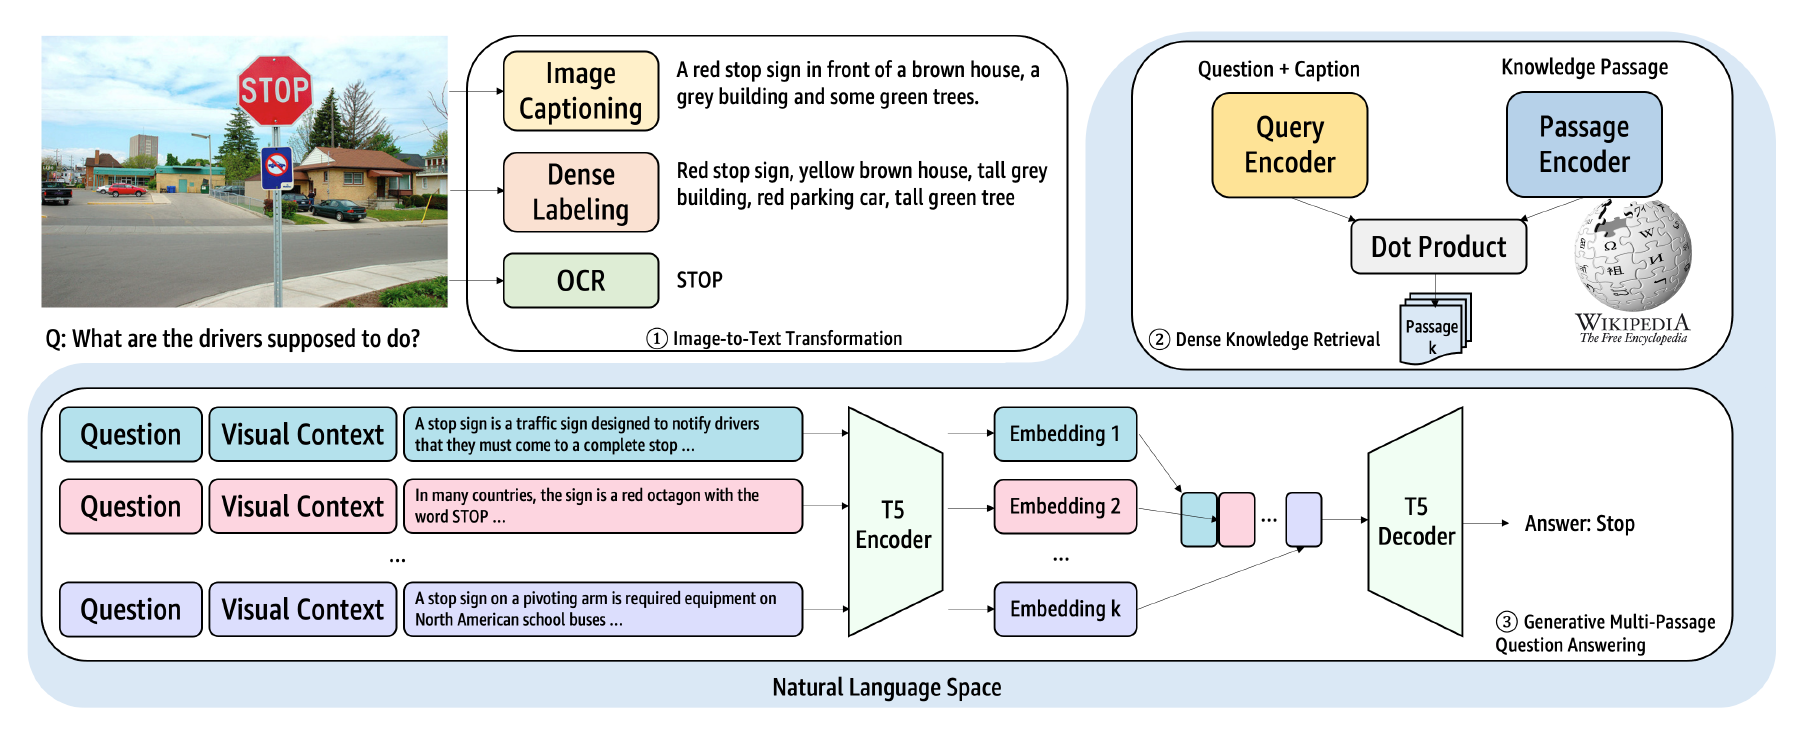 STOP
Q: What are the drivers supposed to do?
Image
Captioning
A red stop sign in front of a brown house, a
grey building and some green trees.
Dense
Labeling
Red stop sign, yellow brown house, tall grey
building, red parking car, tall green tree
OCR
STOP
① Image-to-Text Transformation
Question + Caption
Knowledge Passage
Query
Encoder
Passage
Encoder
Dot Product
Passage
k
WIKIPEDIA
The Free Encyclopedia
② Dense Knowledge Retrieval
Question
Visual Context
A stop sign is a traffic sign designed to notify drivers
that they must come to a complete stop ...
Question
Visual Context
In many countries, the sign is a red octagon with the
word STOP ...
...
Question
Visual Context
A stop sign on a pivoting arm is required equipment on
North American school buses ...
T5
Encoder
Embedding 1
Embedding 2
...
Embedding k
...
T5
Decoder
Answer: Stop
③ Generative Multi-Passage
Question Answering
Natural Language Space